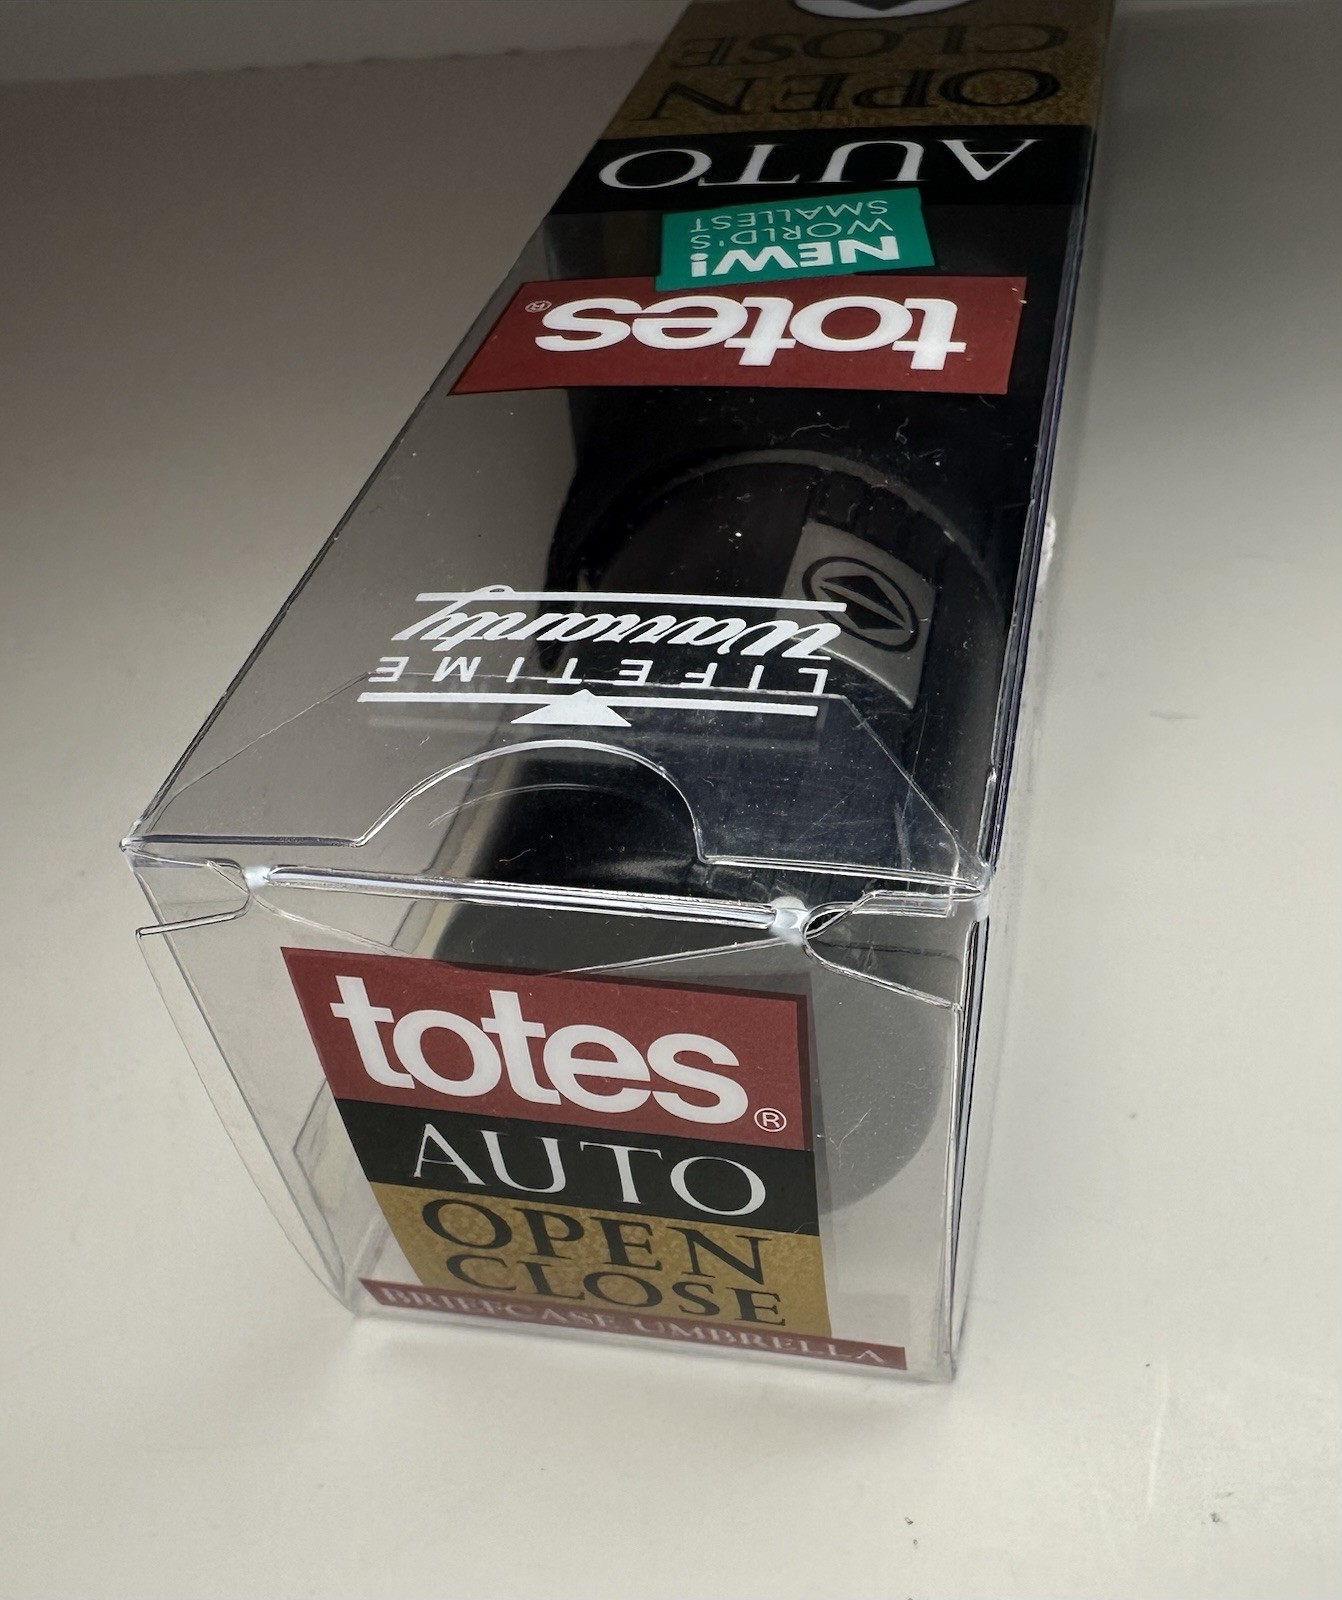 totes®
AUTO
OPEN
CLOSE
BRIEFCASE UMBRELLA
LIFETIME
Warranty
totes®
NEW!
WORLD'S
SMALLEST
AUTO
OPEN
CLOSE